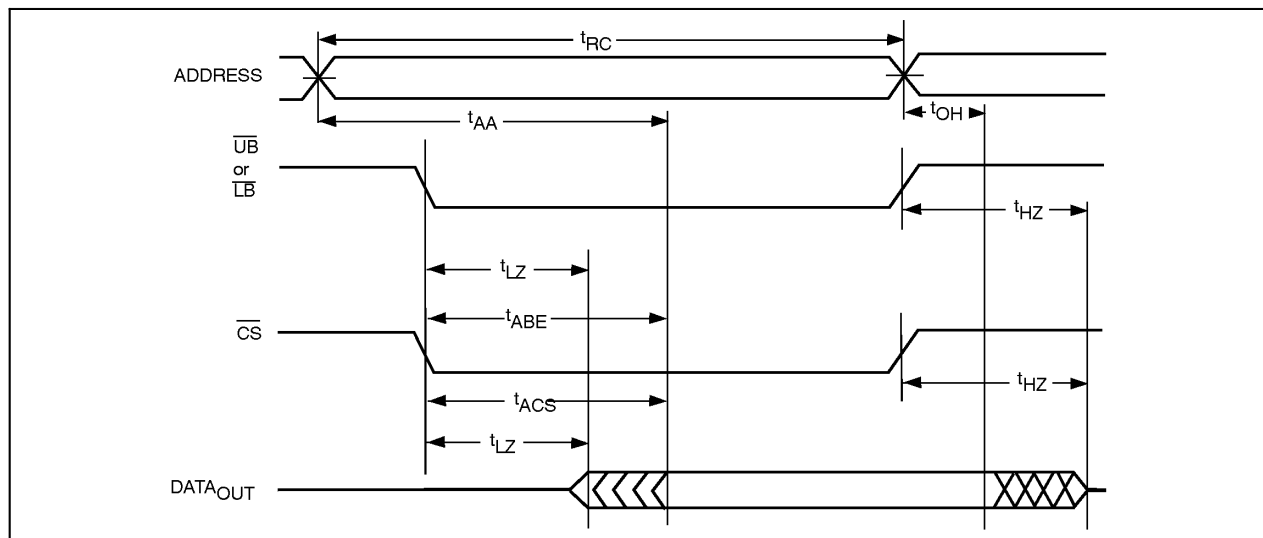 tRC
ADDRESS
tAA
tOH
UB
or
LB
tHZ
tLZ
tABE
CS
tHZ
tACS
tLZ
DATAOUT